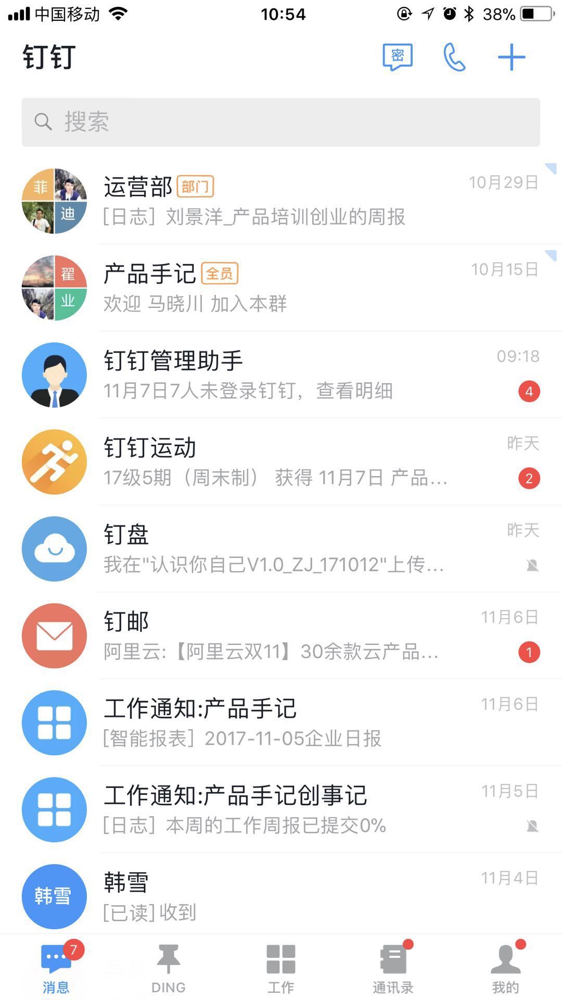 中国移动 10:54 38%
钉钉 密
搜索
菲 迪
运营部 部门 10月29日
[日志] 刘景洋_产品培训创业的周报
翟 业
产品手记 全员 10月15日
欢迎 马晓川 加入本群
钉钉管理助手 09:18
11月7日7人未登录钉钉，查看明细 4
钉钉运动 昨天
17级5期（周末制） 获得 11月7日 产品... 2
钉盘 昨天
我在"认识你自己V1.0_ZJ_171012"上传...
钉邮 11月6日
阿里云:【阿里云双11】30余款云产品... 1
工作通知:产品手记 11月6日
[智能报表] 2017-11-05企业日报
工作通知:产品手记创事记 11月5日
[日志] 本周的工作周报已提交0%
韩雪 韩雪 11月4日
[已读] 收到
7
消息 DING 工作 通讯录 我的